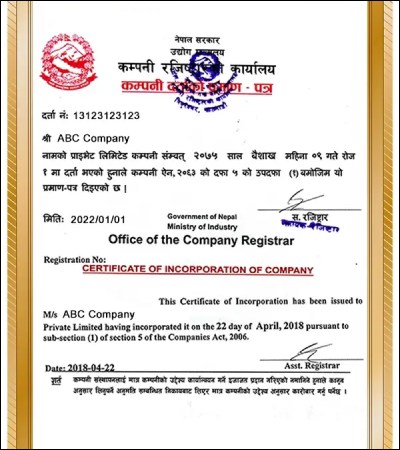 नेपाल सरकार
उद्योग
कम्पनी रजिष्ट्रारको कार्यालय
कम्पनी दर्ताको प्रमाण - पत्र
दर्ता नं: 13123123123
श्री ABC Company
नामको प्राइभेट लिमिटेड कम्पनी संम्वत् २०७५ साल बैशाख महिना ०९ गते रोज
१ मा दर्ता भएको हुनाले कम्पनी ऐन,२०६३ को दफा ५ को उपदफा (१) बमोजिम यो
प्रमाण-पत्र दिइएको छ।
मिति: 2022/01/01
स. रजिष्ट्रार
Government of Nepal
Ministry of Industry
Office of the Company Registrar
Registration No:
CERTIFICATE OF INCORPORATION OF COMPANY
This Certificate of Incorporation has been issued to
M/s ABC Company
Private Limited having incorporated it on the 22 day of April, 2018 pursuant to
sub-section (1) of section 5 of the Companies Act, 2006.
Date: 2018-04-22
Asst. Registrar
शर्त कम्पनी संस्थापनलाई मात्र कम्पनीको उद्देश्य कार्यान्वयन गर्ने इजाजत प्रदान गरिएको नमानिने हुनाले कानून
अनुसार लिनुपर्ने अनुमति सम्बन्धित निकायबाट लिएर मात्र कम्पनीको उद्देश्य अनुसार कारोबार गर्नु पर्नेछ ।